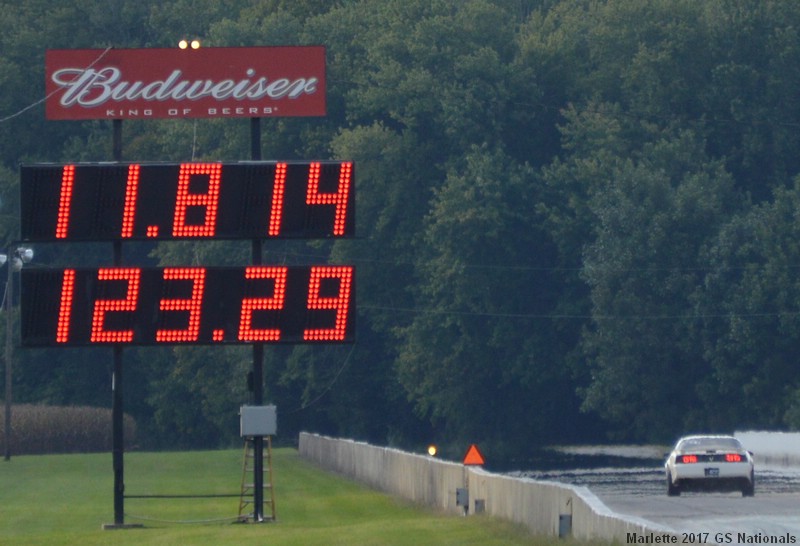 Budweiser
KING OF BEERS
11.814
123.29
Marlette 2017 GS Nationals